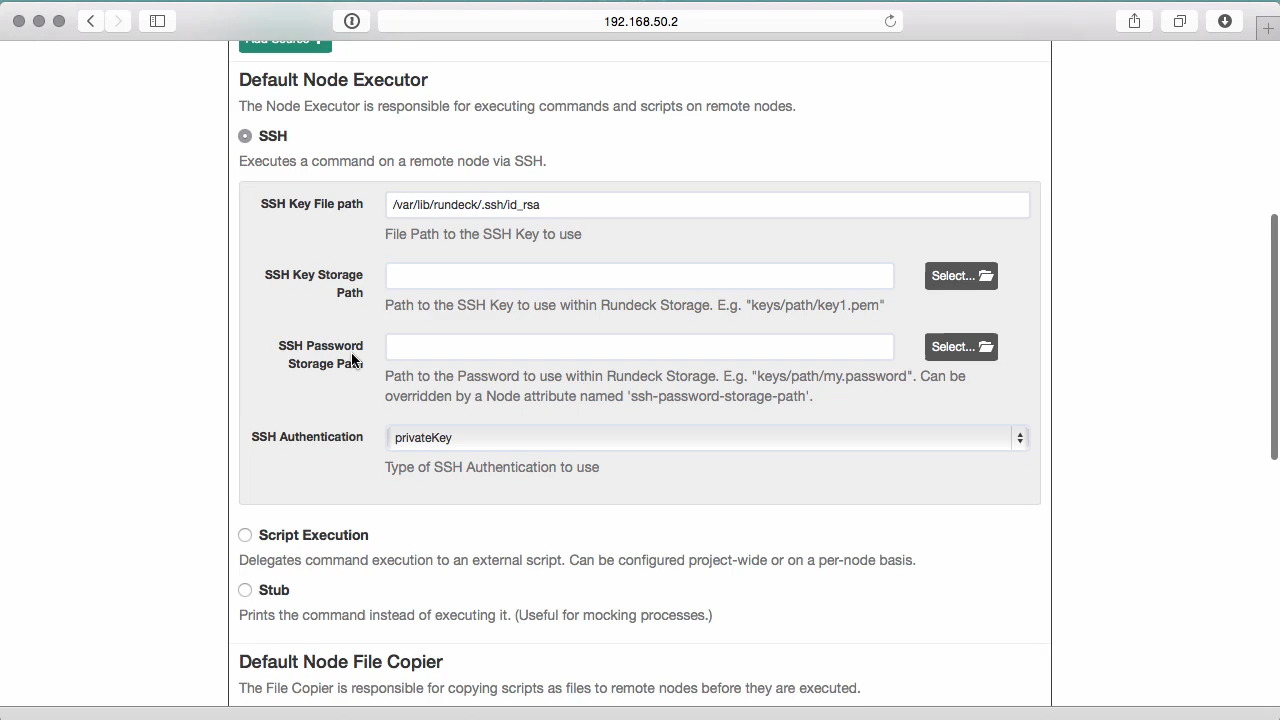 192.168.50.2
Default Node Executor
The Node Executor is responsible for executing commands and scripts on remote nodes.
SSH
Executes a command on a remote node via SSH.
SSH Key File path
/var/lib/rundeck/.ssh/id_rsa
File Path to the SSH Key to use
SSH Key Storage
Path
Select...
Path to the SSH Key to use within Rundeck Storage. E.g. "keys/path/key1.pem"
SSH Password
Storage Path
Select...
Path to the Password to use within Rundeck Storage. E.g. "keys/path/my.password". Can be
overridden by a Node attribute named 'ssh-password-storage-path'.
SSH Authentication
privateKey
Type of SSH Authentication to use
Script Execution
Delegates command execution to an external script. Can be configured project-wide or on a per-node basis.
Stub
Prints the command instead of executing it. (Useful for mocking processes.)
Default Node File Copier
The File Copier is responsible for copying scripts as files to remote nodes before they are executed.